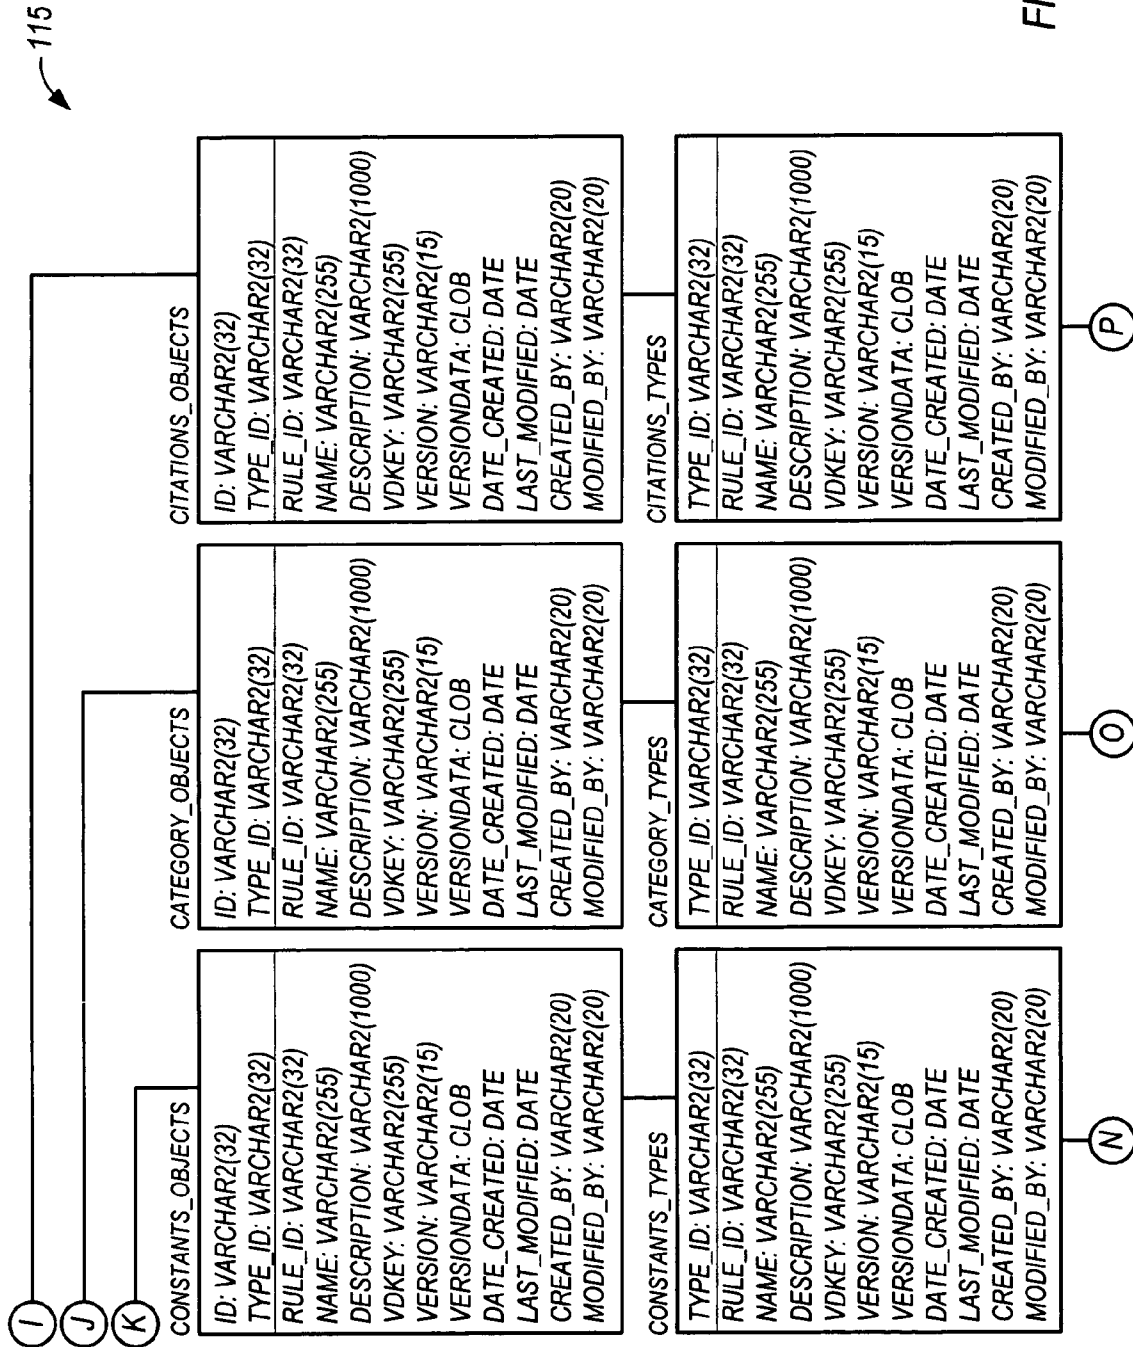 115
I
J
K
CONSTANTS_OBJECTS
ID: VARCHAR2(32)
TYPE_ID: VARCHAR2(32)
RULE_ID: VARCHAR2(32)
NAME: VARCHAR2(255)
DESCRIPTION: VARCHAR2(1000)
VDKEY: VARCHAR2(255)
VERSION: VARCHAR2(15)
VERSIONDATA: CLOB
DATE_CREATED: DATE
LAST_MODIFIED: DATE
CREATED_BY: VARCHAR2(20)
MODIFIED_BY: VARCHAR2(20)
CATEGORY_OBJECTS
ID: VARCHAR2(32)
TYPE_ID: VARCHAR2(32)
RULE_ID: VARCHAR2(32)
NAME: VARCHAR2(255)
DESCRIPTION: VARCHAR2(1000)
VDKEY: VARCHAR2(255)
VERSION: VARCHAR2(15)
VERSIONDATA: CLOB
DATE_CREATED: DATE
LAST_MODIFIED: DATE
CREATED_BY: VARCHAR2(20)
MODIFIED_BY: VARCHAR2(20)
CITATIONS_OBJECTS
ID: VARCHAR2(32)
TYPE_ID: VARCHAR2(32)
RULE_ID: VARCHAR2(32)
NAME: VARCHAR2(255)
DESCRIPTION: VARCHAR2(1000)
VDKEY: VARCHAR2(255)
VERSION: VARCHAR2(15)
VERSIONDATA: CLOB
DATE_CREATED: DATE
LAST_MODIFIED: DATE
CREATED_BY: VARCHAR2(20)
MODIFIED_BY: VARCHAR2(20)
CONSTANTS_TYPES
TYPE_ID: VARCHAR2(32)
RULE_ID: VARCHAR2(32)
NAME: VARCHAR2(255)
DESCRIPTION: VARCHAR2(1000)
VDKEY: VARCHAR2(255)
VERSION: VARCHAR2(15)
VERSIONDATA: CLOB
DATE_CREATED: DATE
LAST_MODIFIED: DATE
CREATED_BY: VARCHAR2(20)
MODIFIED_BY: VARCHAR2(20)
CATEGORY_TYPES
TYPE_ID: VARCHAR2(32)
RULE_ID: VARCHAR2(32)
NAME: VARCHAR2(255)
DESCRIPTION: VARCHAR2(1000)
VDKEY: VARCHAR2(255)
VERSION: VARCHAR2(15)
VERSIONDATA: CLOB
DATE_CREATED: DATE
LAST_MODIFIED: DATE
CREATED_BY: VARCHAR2(20)
MODIFIED_BY: VARCHAR2(20)
CITATIONS_TYPES
TYPE_ID: VARCHAR2(32)
RULE_ID: VARCHAR2(32)
NAME: VARCHAR2(255)
DESCRIPTION: VARCHAR2(1000)
VDKEY: VARCHAR2(255)
VERSION: VARCHAR2(15)
VERSIONDATA: CLOB
DATE_CREATED: DATE
LAST_MODIFIED: DATE
CREATED_BY: VARCHAR2(20)
MODIFIED_BY: VARCHAR2(20)
N
O
P